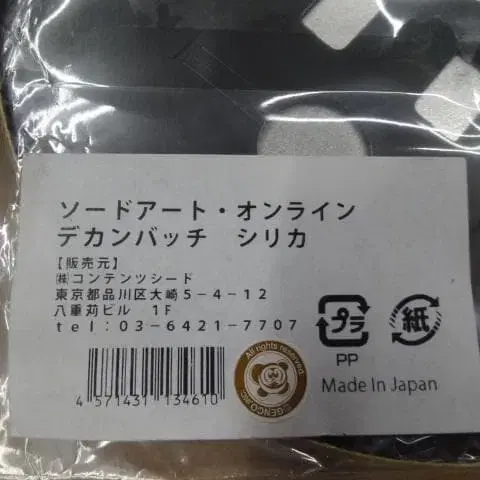 ソードアート・オンライン
デカンバッチ　シリカ
【販売元】
㈱コンテンツシード
東京都品川区大崎5-4-12
八重苅ビル　1F
tel：03-6421-7707
プラ
PP
紙
Made In Japan
4 571431 134610
All rights reserved.
©GENCO,INC